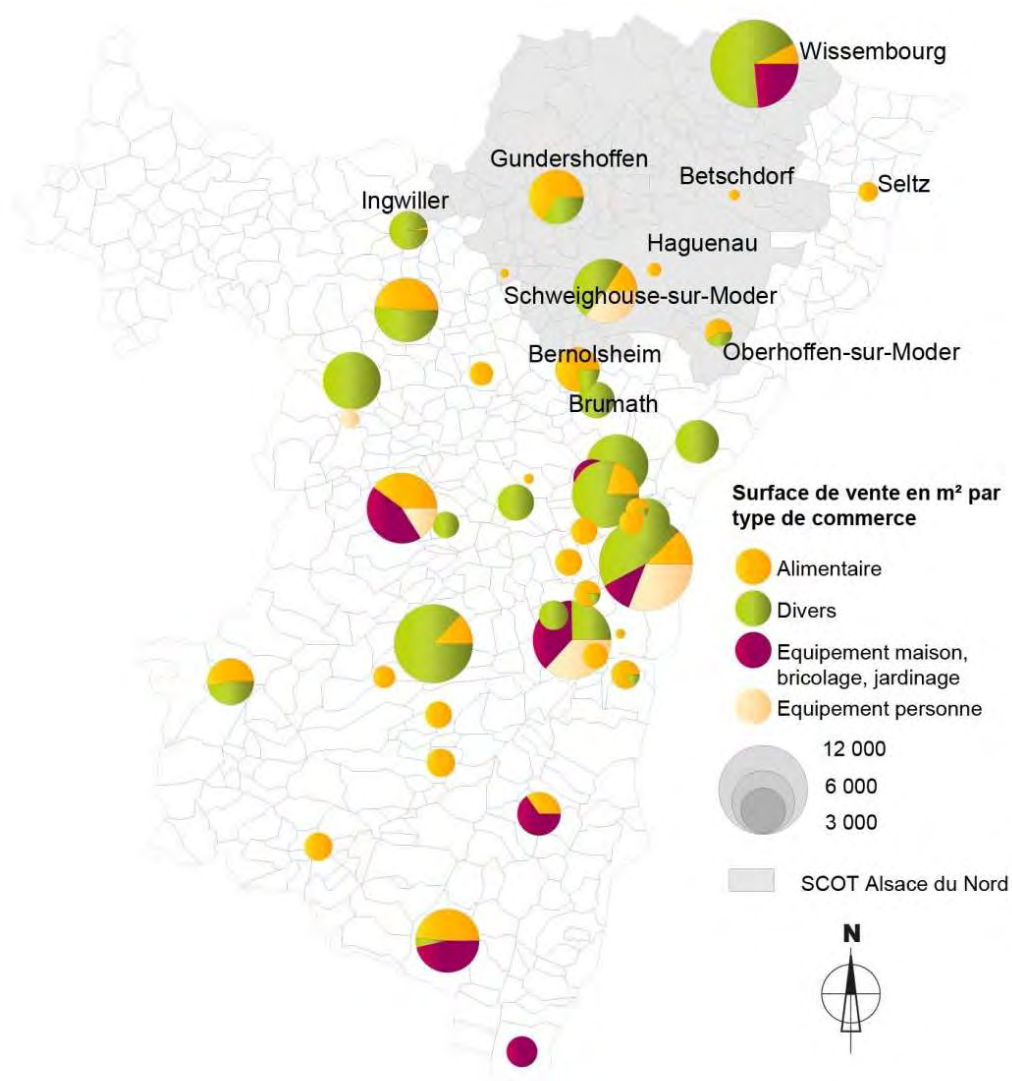 Wissembourg
Gundershoffen
Betschdorf
Seltz
Ingwiller
Haguenau
Schweighouse-sur-Moder
Bernolsheim
Oberhoffen-sur-Moder
Brumath
Surface de vente en m² par
type de commerce
Alimentaire
Divers
Equipement maison,
bricolage, jardinage
Equipement personne
12 000
6 000
3 000
SCOT Alsace du Nord
N